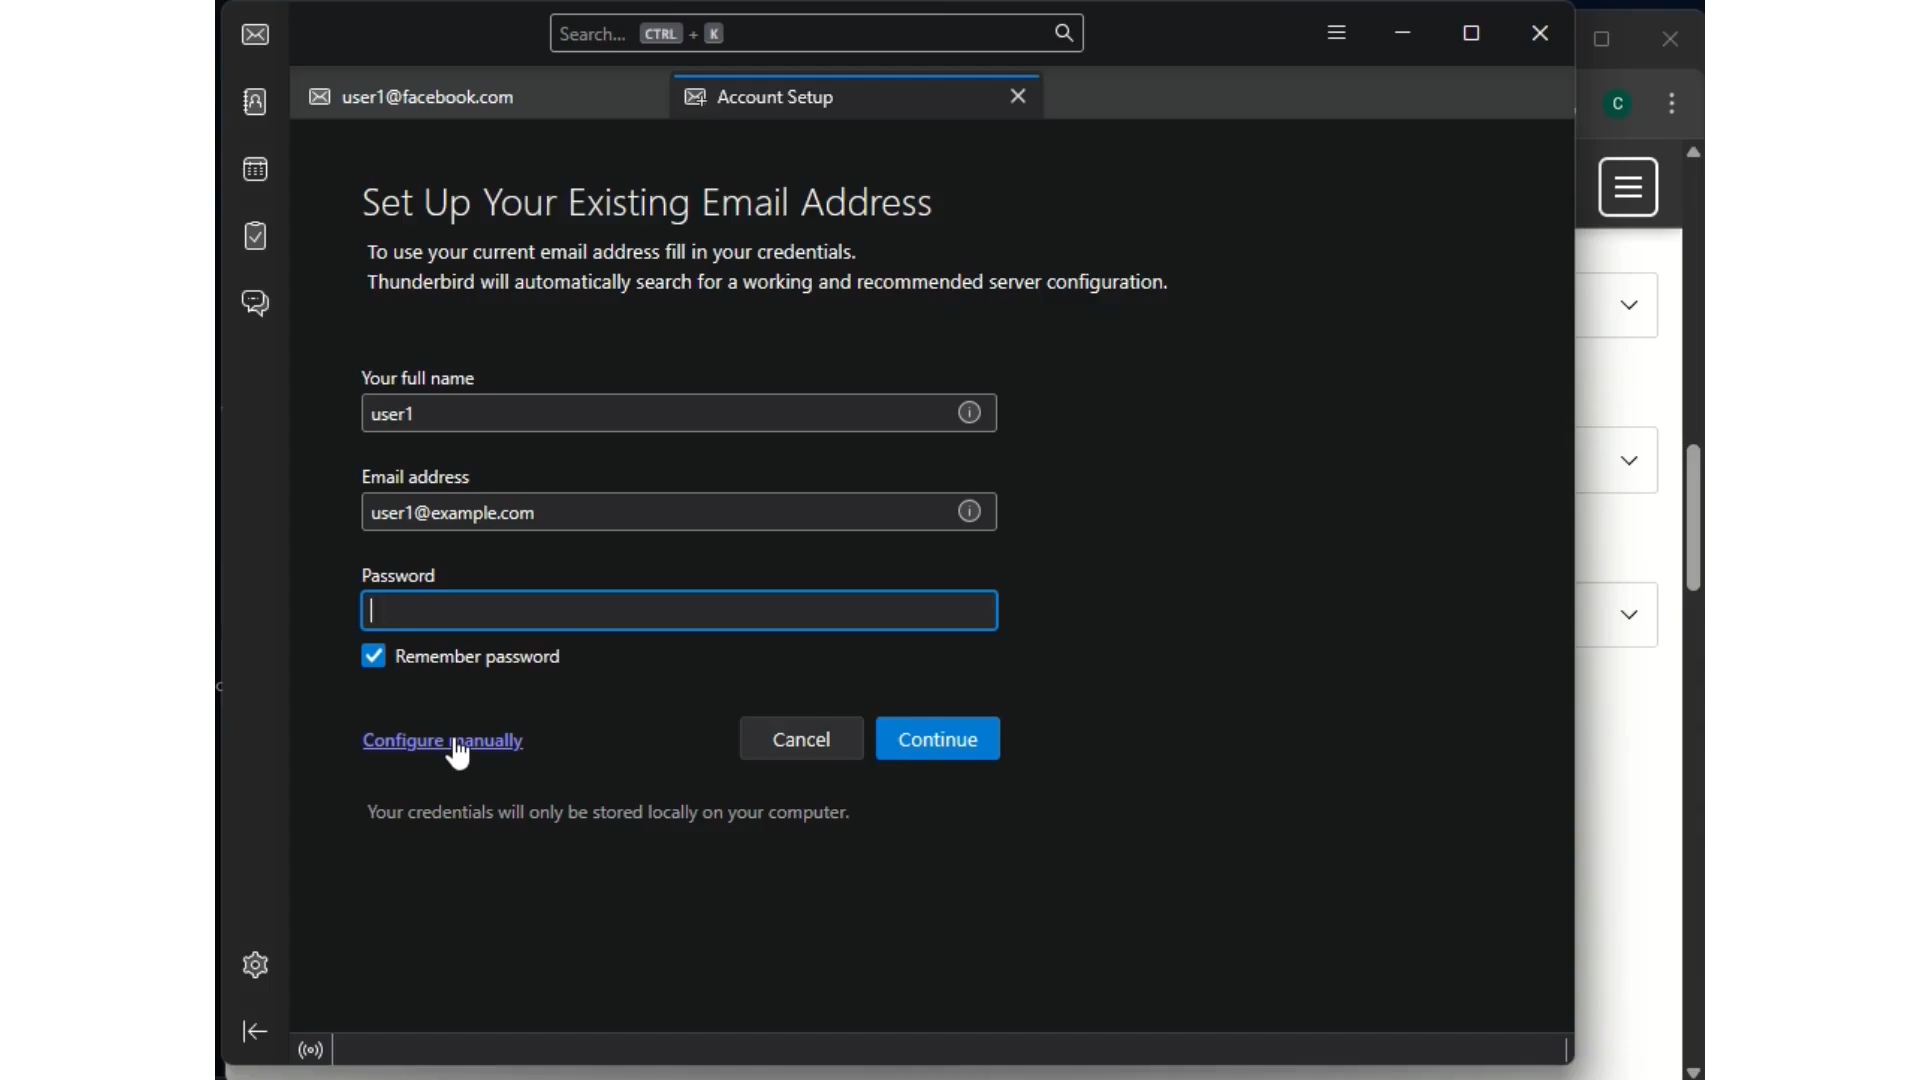 Search... CTRL + K
user1@facebook.com
Account Setup
C
Set Up Your Existing Email Address
To use your current email address fill in your credentials.
Thunderbird will automatically search for a working and recommended server configuration.
Your full name
user1
Email address
user1@example.com
Password
Remember password
Configure manually
Cancel
Continue
Your credentials will only be stored locally on your computer.